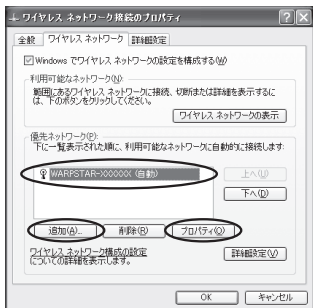 ワイヤレス ネットワーク接続のプロパティ
全般 ワイヤレス ネットワーク 詳細設定
Windows でワイヤレス ネットワークの設定を構成する(W)
利用可能なネットワーク(N):
範囲にあるワイヤレス ネットワークに接続、切断または詳細を表示するに
は、下のボタンをクリックしてください。
ワイヤレス ネットワークの表示
優先ネットワーク(P):
下に一覧表示された順に、利用可能なネットワークに自動的に接続します:
WARPSTAR-XXXXXX (自動)
上へ(U)
下へ(D)
追加(A)... 削除(R) プロパティ(O)
ワイヤレス ネットワーク構成の設定
についての詳細を表示します。
詳細設定(V)
OK キャンセル